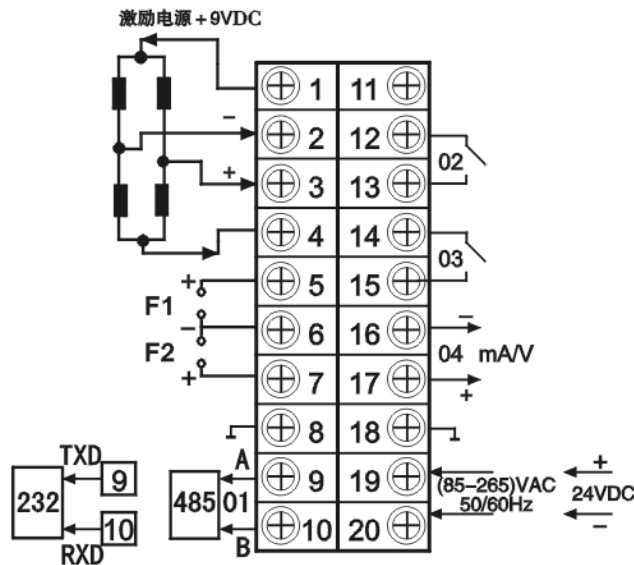 激励电源+9VDC
1 11
− 2 12
02
+ 3 13
4 14
03
+ 5 15
F1
− 6 16 −
F2 04 mA/V
+ 7 17 +
8 18
TXD A
9 9 19 (85-265)VAC + 24VDC
232 485 01
10 10 20 50/60Hz −
RXD B